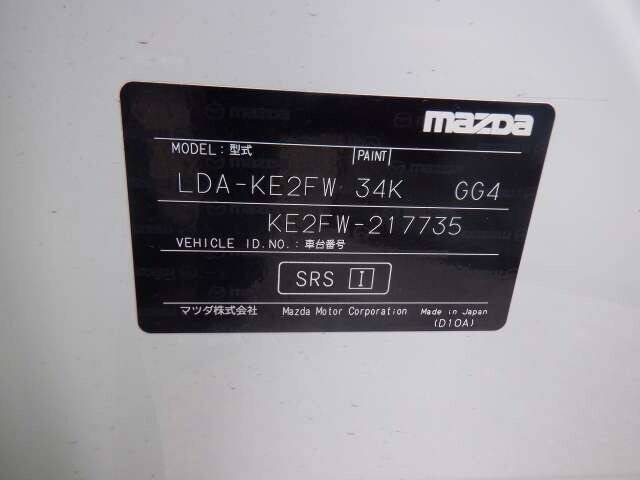 mazda
MODEL: 型式 PAINT
LDA-KE2FW 34K GG4
KE2FW-217735
VEHICLE ID.NO.: 車台番号
SRS I
マツダ株式会社 Mazda Motor Corporation Made in Japan
(D10A)